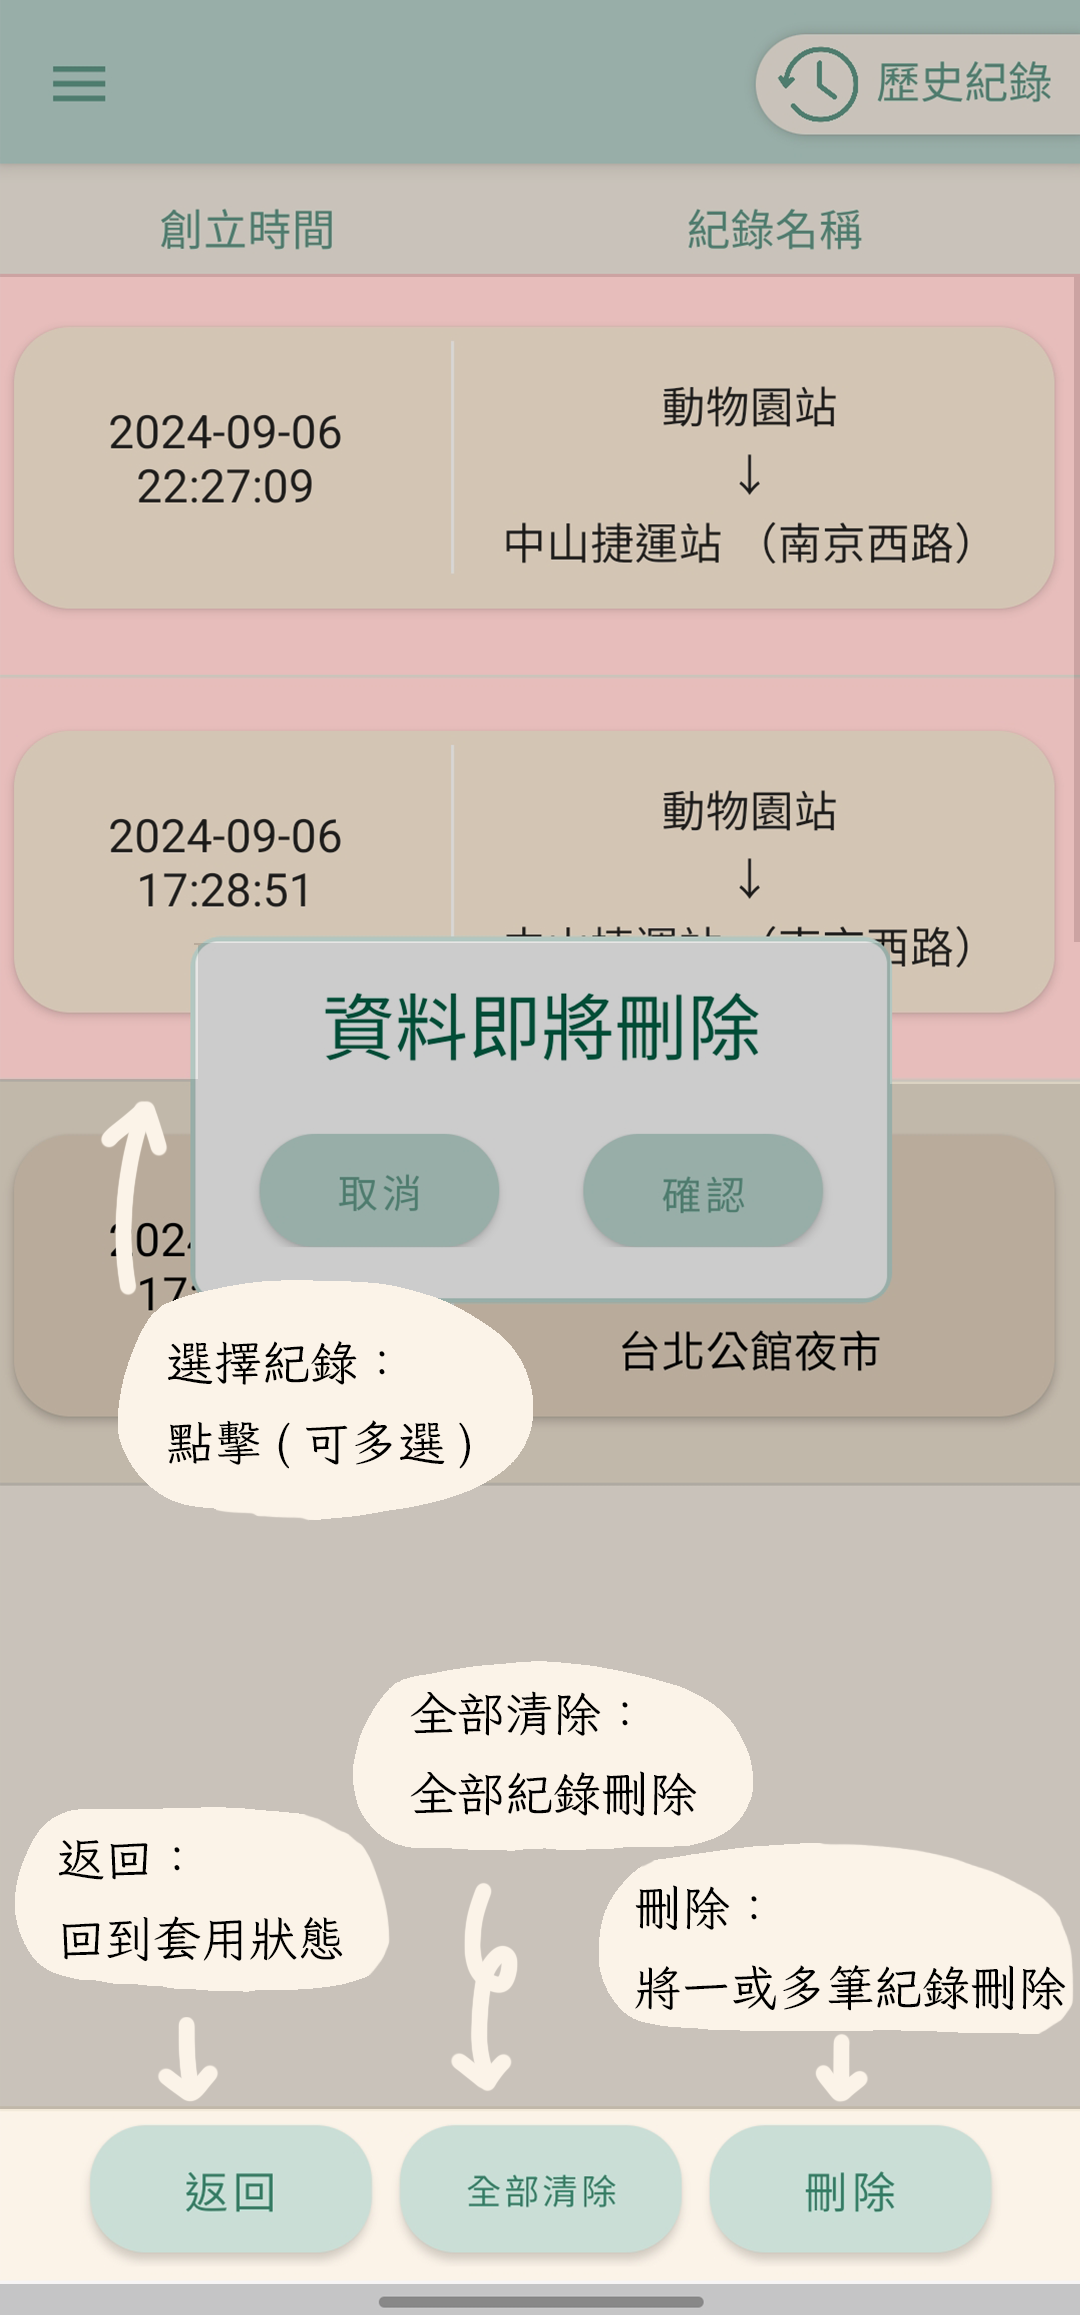 歷史紀錄
創立時間 紀錄名稱
2024-09-06
22:27:09
動物園站
↓
中山捷運站 （南京西路）
2024-09-06
17:28:51
動物園站
↓
西路）
資料即將刪除
取消 確認
202
17:
台北公館夜市
選擇紀錄：
點擊(可多選)
全部清除：
全部紀錄刪除
返回：
回到套用狀態
刪除：
將一或多筆紀錄刪除
返回 全部清除 刪除